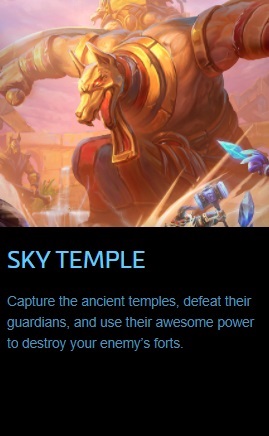 SKY TEMPLE
Capture the ancient temples, defeat their
guardians, and use their awesome power
to destroy your enemy's forts.